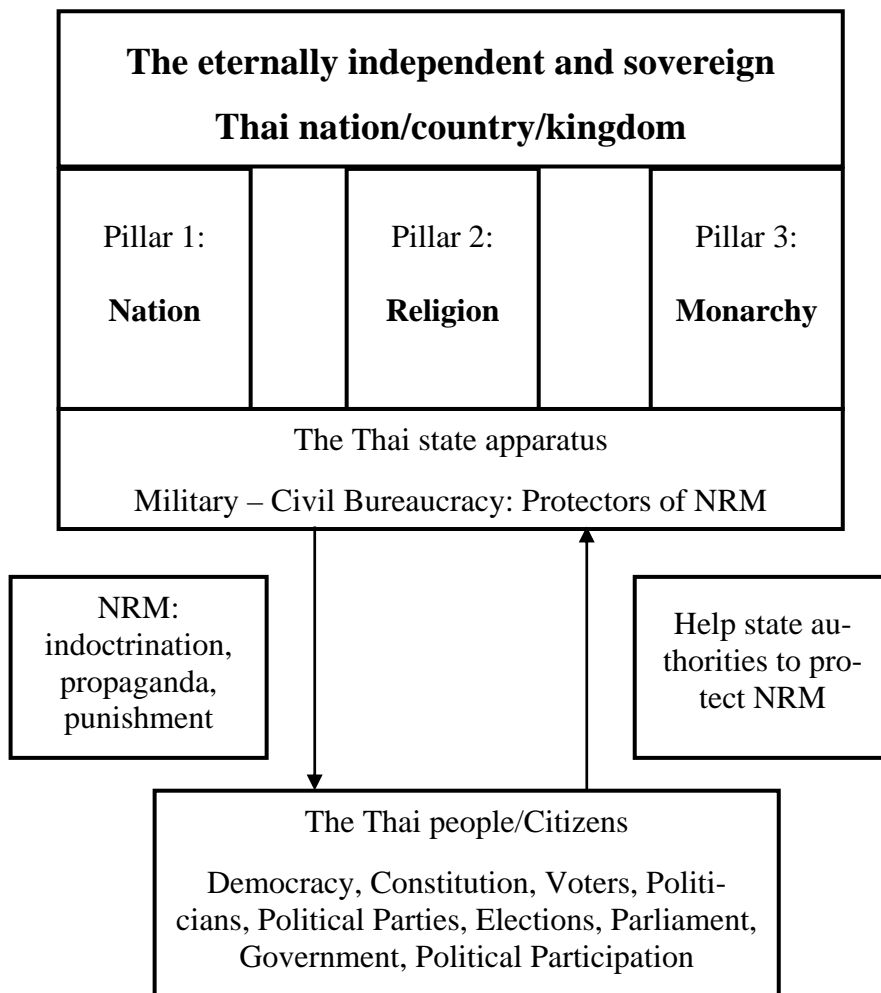 The eternally independent and sovereign
Thai nation/country/kingdom
Pillar 1:
Nation
Pillar 2:
Religion
Pillar 3:
Monarchy
The Thai state apparatus
Military – Civil Bureaucracy: Protectors of NRM
NRM:
indoctrination,
propaganda,
punishment
Help state au-
thorities to pro-
tect NRM
The Thai people/Citizens
Democracy, Constitution, Voters, Politi-
cians, Political Parties, Elections, Parliament,
Government, Political Participation